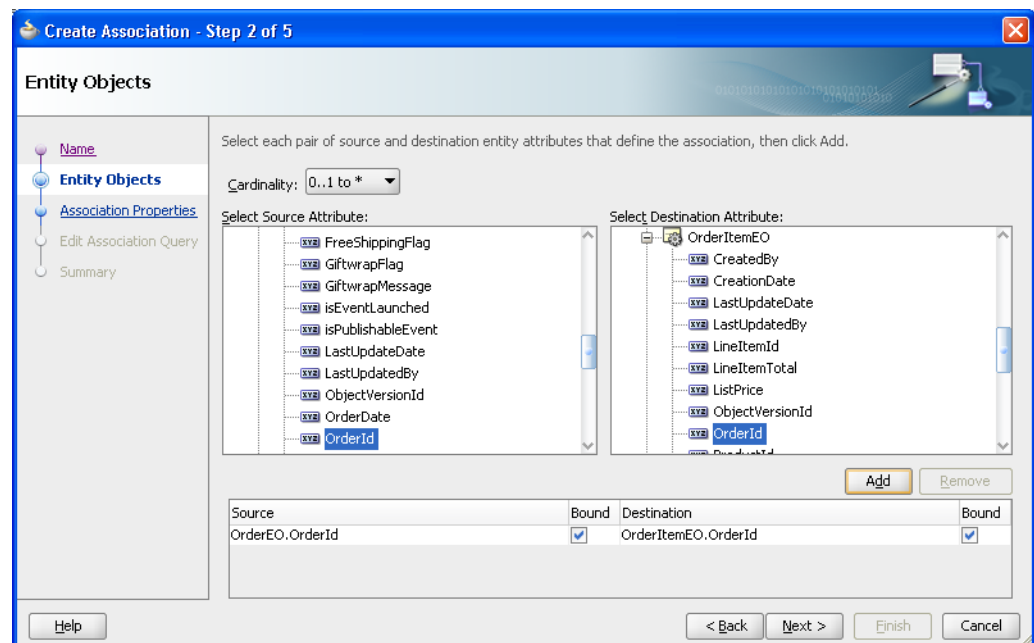 Create Association - Step 2 of 5
Entity Objects
Name
Entity Objects
Association Properties
Edit Association Query
Summary
Select each pair of source and destination entity attributes that define the association, then click Add.
Cardinality: 0..1 to *
Select Source Attribute:
FreeShippingFlag
GiftwrapFlag
GiftwrapMessage
isEventLaunched
isPublishableEvent
LastUpdateDate
LastUpdatedBy
ObjectVersionId
OrderDate
OrderId
Select Destination Attribute:
OrderItemEO
CreatedBy
CreationDate
LastUpdateDate
LastUpdatedBy
LineItemId
LineItemTotal
ListPrice
ObjectVersionId
OrderId
ProductId
Add Remove
Source Bound Destination Bound
OrderEO.OrderId OrderItemEO.OrderId
Help < Back Next > Finish Cancel